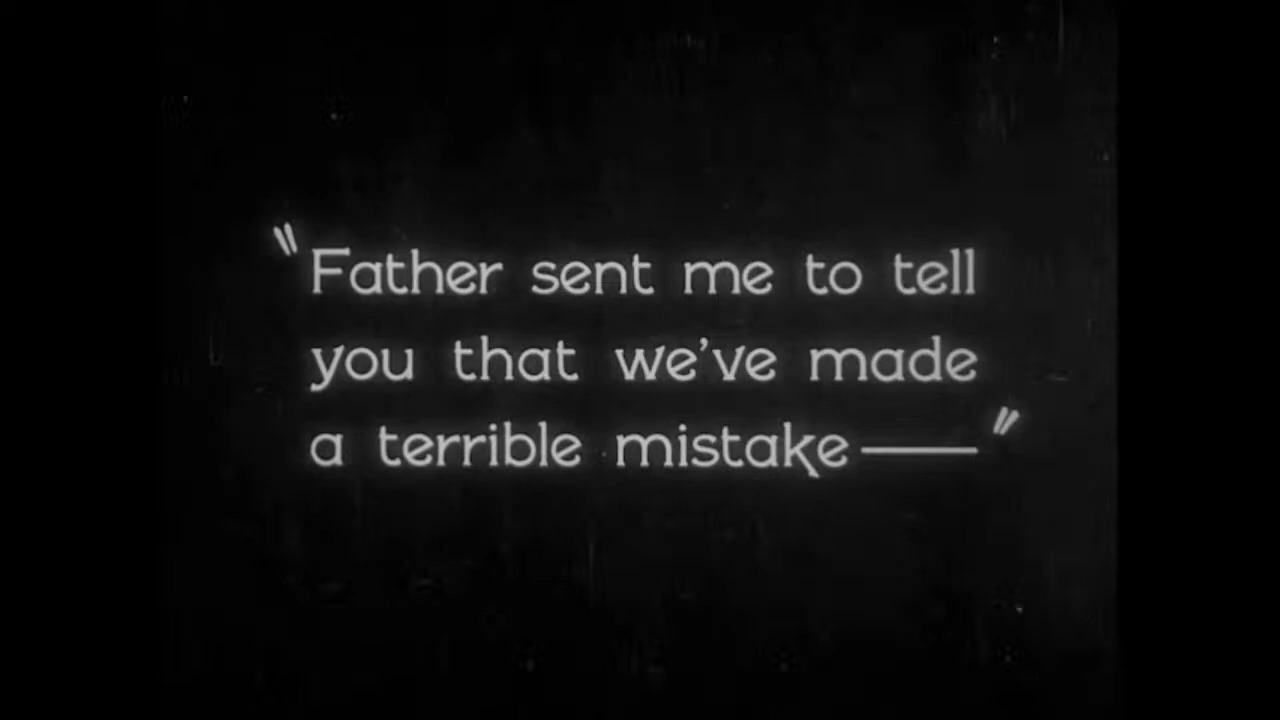 "Father sent me to tell
you that we've made
a terrible mistake——"